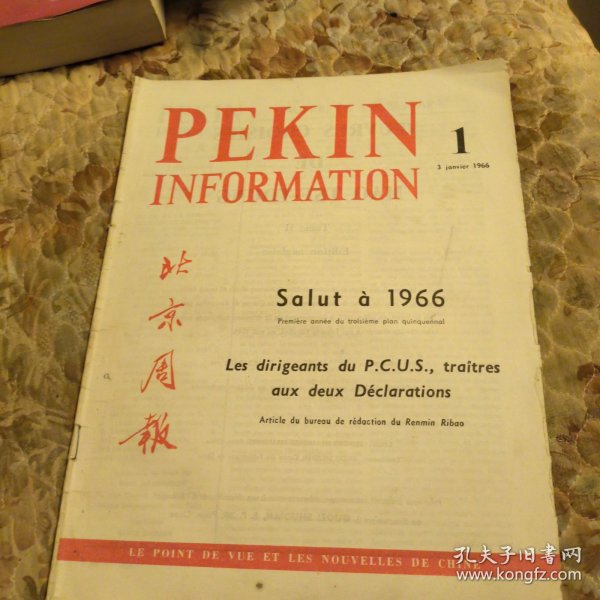 PEKIN
INFORMATION
1
3 janvier 1966
北京周報
Salut à 1966
Première année du troisième plan quinquennal
Les dirigeants du P.C.U.S., traîtres
aux deux Déclarations
Article du bureau de rédaction du Renmin Ribao
LE POINT DE VUE ET LES NOUVELLES DE CHINE
孔夫子旧书网
www.kongfz.com